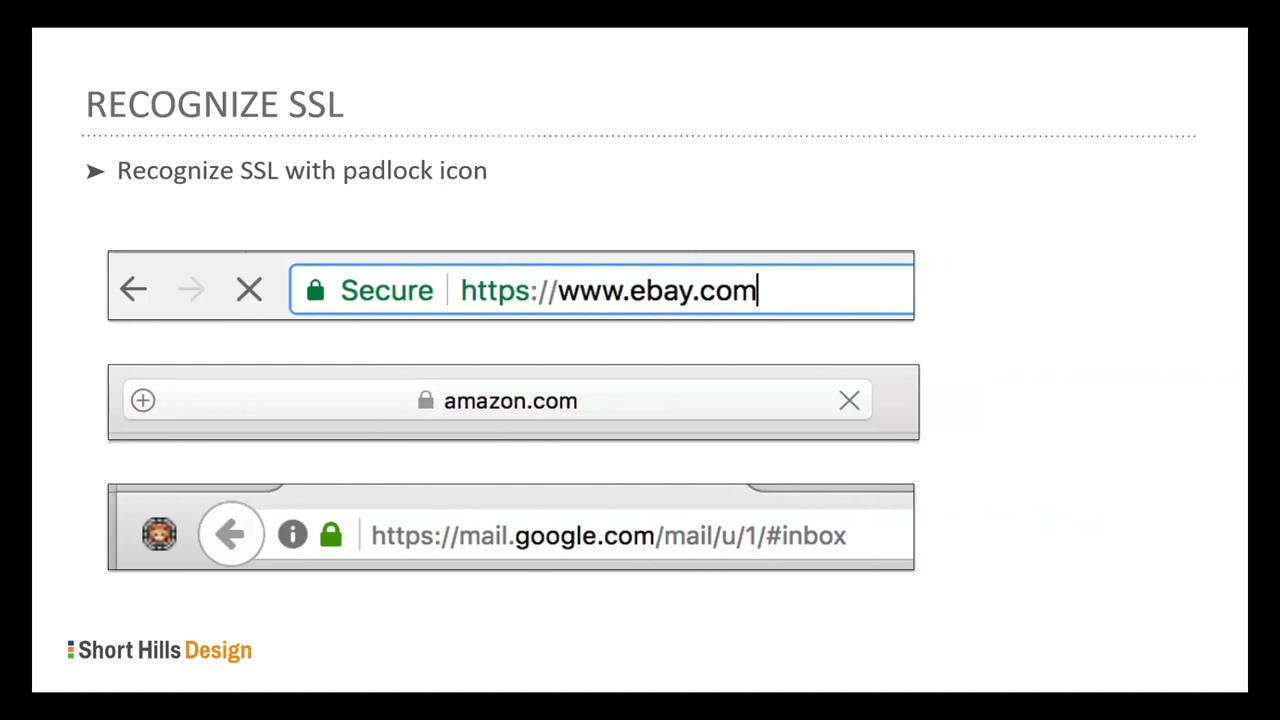 RECOGNIZE SSL
➤ Recognize SSL with padlock icon
Secure https://www.ebay.com
amazon.com
https://mail.google.com/mail/u/1/#inbox
Short Hills Design